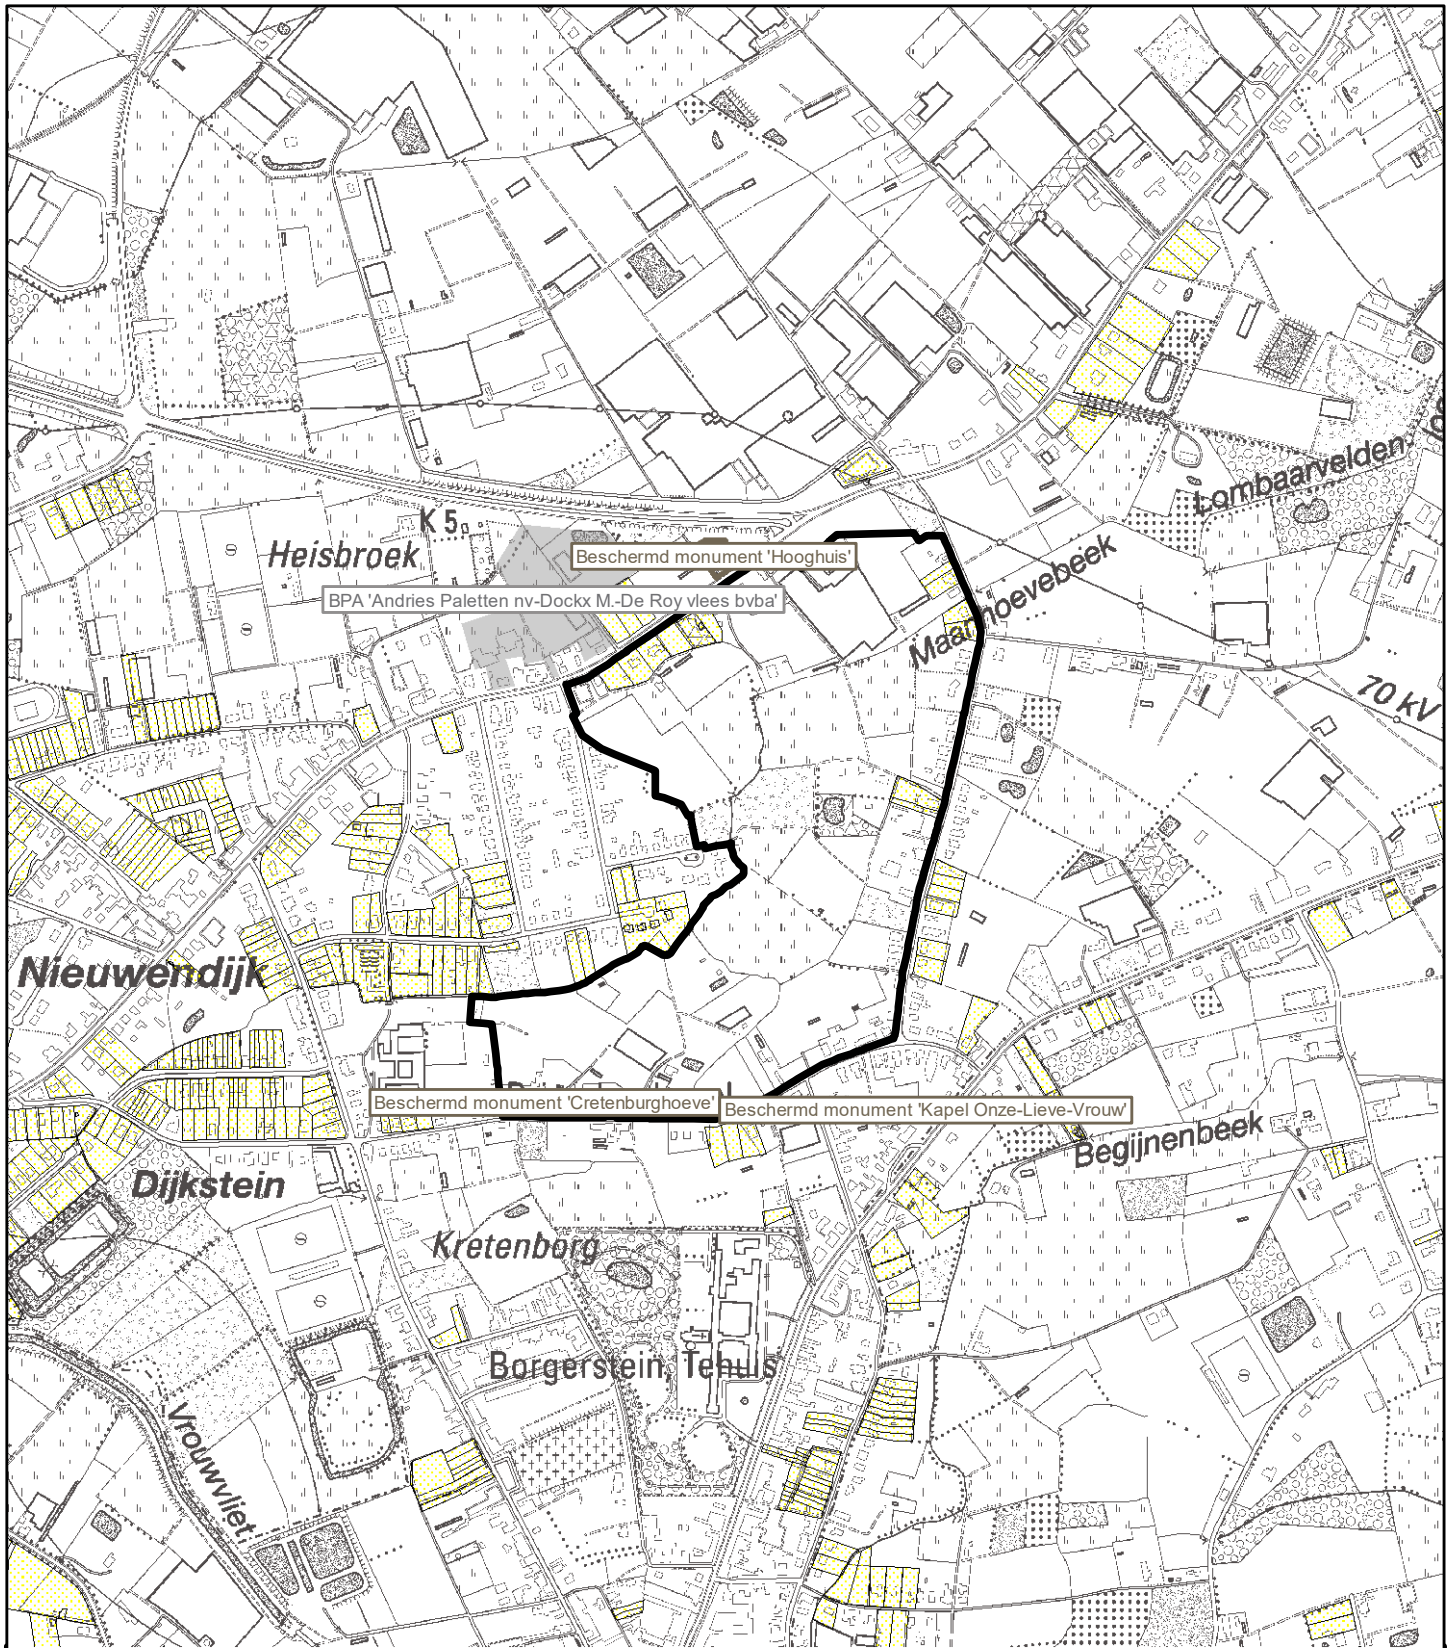 Lombaarvelden
K 5
Heisbroek
Beschermd monument 'Hooghuis'
BPA 'Andries Paletten nv-Dockx M.-De Roy vlees bvba'
Maanhoevebeek
70 kV
Nieuwendijk
Beschermd monument 'Cretenburghoeve'
Beschermd monument 'Kapel Onze-Lieve-Vrouw'
Begijnenbeek
Dijkstein
Kretenborg
Borgerstein, Tehuis
Vrouwvliet